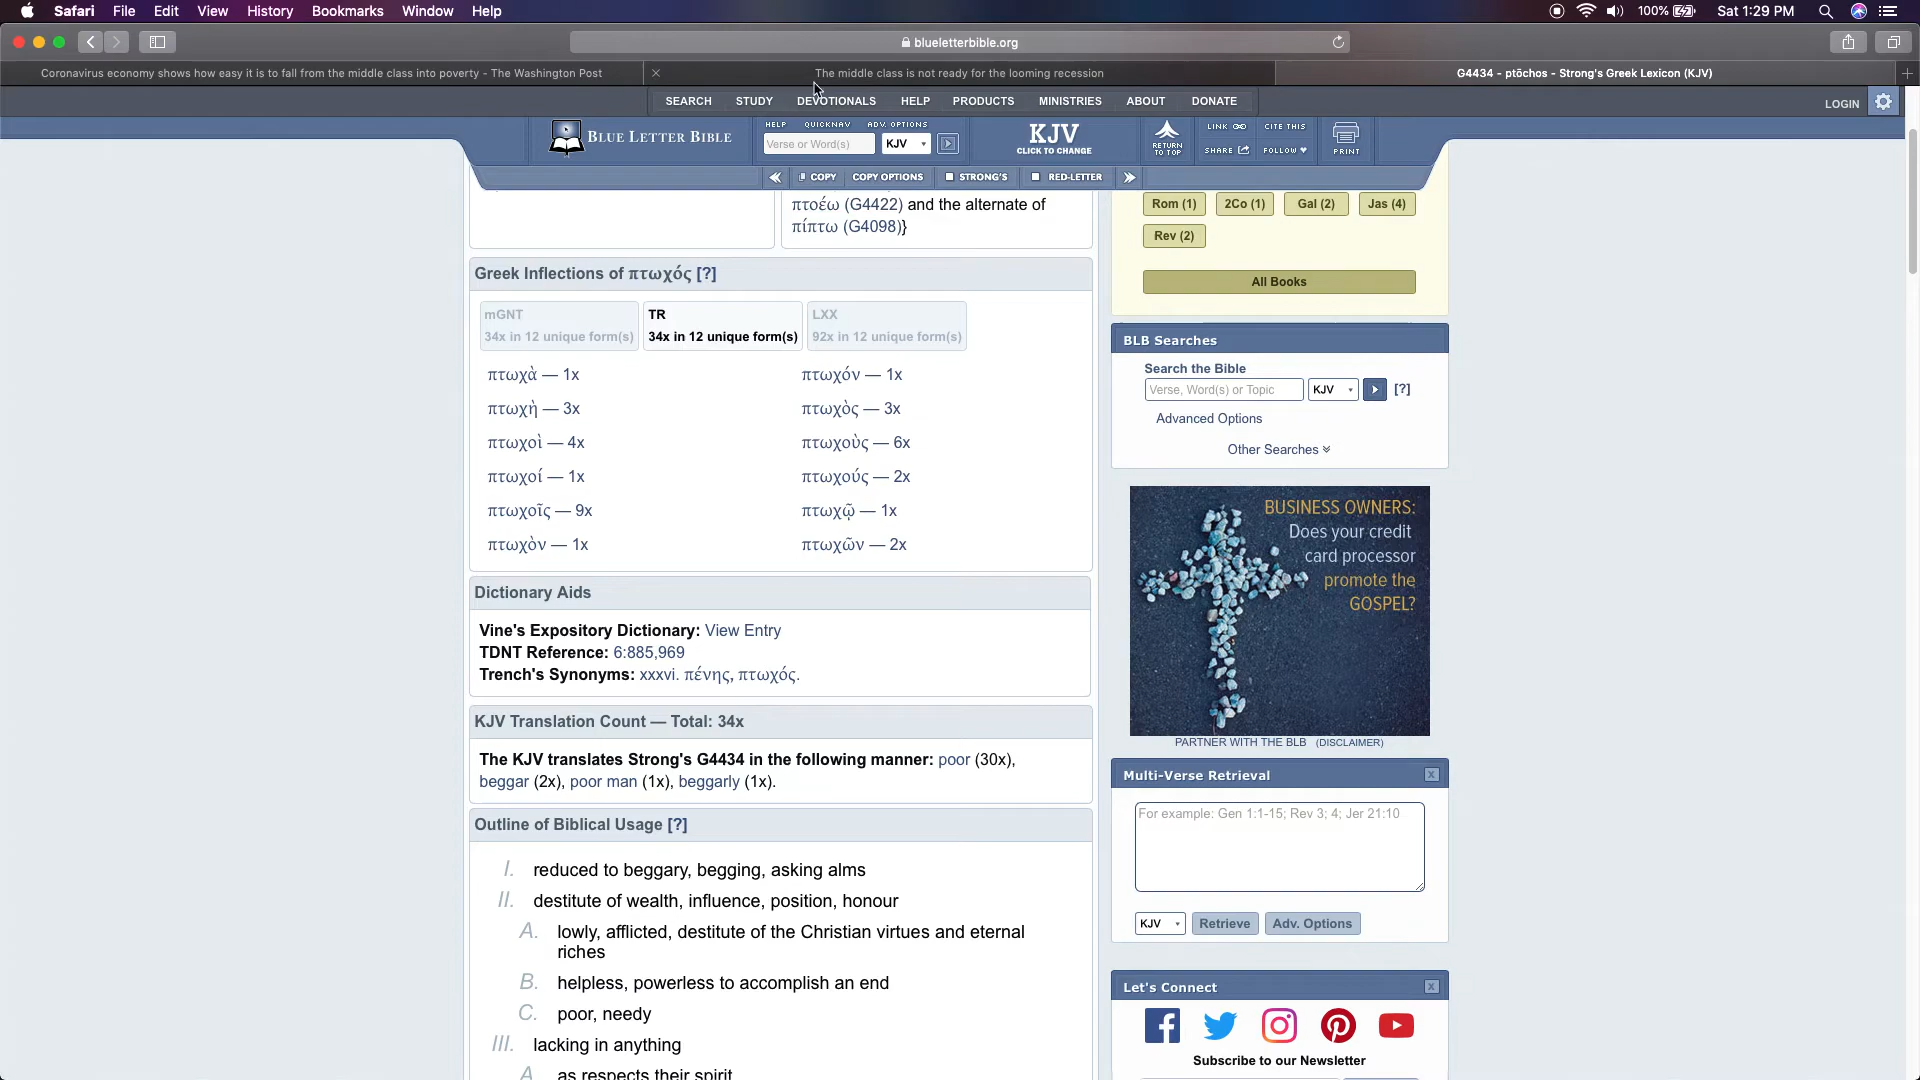 Safari File Edit View History Bookmarks Window Help 100% Sat 1:29 PM
blueletterbible.org
Coronavirus economy shows how easy it is to fall from the middle class into poverty - The Washington Post
The middle class is not ready for the looming recession
G4434 - ptōchos - Strong's Greek Lexicon (KJV)
SEARCH STUDY DEVOTIONALS HELP PRODUCTS MINISTRIES ABOUT DONATE
LOGIN
BLUE LETTER BIBLE
HELP QUICKNAV ADV. OPTIONS
Verse or Word(s) KJV
KJV
CLICK TO CHANGE
RETURN
TO TOP
LINK CITE THIS
SHARE FOLLOW
PRINT
COPY COPY OPTIONS STRONG'S RED-LETTER
πτοέω (G4422) and the alternate of
πίπτω (G4098)}
Greek Inflections of πτωχός [?]
mGNT
34x in 12 unique form(s)
TR
34x in 12 unique form(s)
LXX
92x in 12 unique form(s)
πτωχὰ — 1x
πτωχὴ — 3x
πτωχοὶ — 4x
πτωχοί — 1x
πτωχοῖς — 9x
πτωχὸν — 1x
πτωχόν — 1x
πτωχὸς — 3x
πτωχοὺς — 6x
πτωχούς — 2x
πτωχῷ — 1x
πτωχῶν — 2x
Dictionary Aids
Vine's Expository Dictionary: View Entry
TDNT Reference: 6:885,969
Trench's Synonyms: xxxvi. πένης, πτωχός.
KJV Translation Count — Total: 34x
The KJV translates Strong's G4434 in the following manner: poor (30x),
beggar (2x), poor man (1x), beggarly (1x).
Outline of Biblical Usage [?]
I. reduced to beggary, begging, asking alms
II. destitute of wealth, influence, position, honour
A. lowly, afflicted, destitute of the Christian virtues and eternal
riches
B. helpless, powerless to accomplish an end
C. poor, needy
III. lacking in anything
A as respects their spirit
Rom (1) 2Co (1) Gal (2) Jas (4)
Rev (2)
All Books
BLB Searches
Search the Bible
Verse, Word(s) or Topic KJV [?]
Advanced Options
Other Searches
BUSINESS OWNERS:
Does your credit
card processor
promote the
GOSPEL?
PARTNER WITH THE BLB (DISCLAIMER)
Multi-Verse Retrieval x
For example: Gen 1:1-15; Rev 3; 4; Jer 21:10
KJV Retrieve Adv. Options
Let's Connect x
Subscribe to our Newsletter